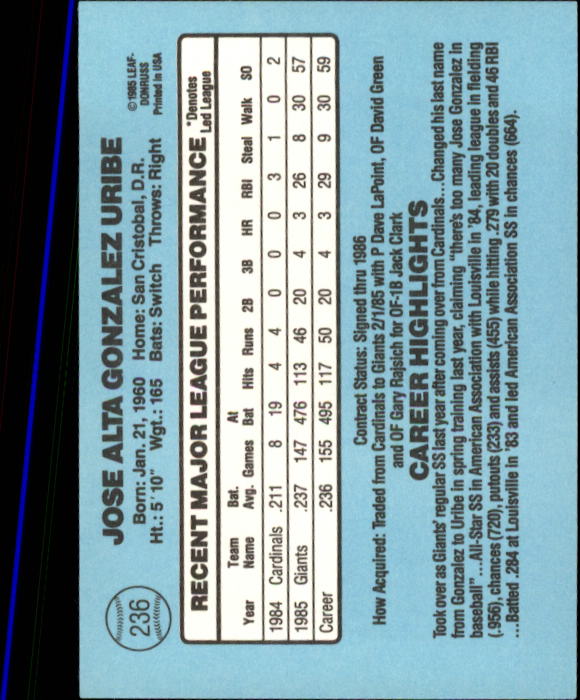 236
JOSE ALTA GONZALEZ URIBE
Born: Jan. 21, 1960 Home: San Cristobal, D.R.
Ht.: 5'10" Wgt.: 165 Bats: Switch Throws: Right
© 1985 LEAF-
DONRUSS
Printed in USA
RECENT MAJOR LEAGUE PERFORMANCE
*Denotes
Led League
Team Bat. At
Year Name Avg. Games Bat Hits Runs 2B 3B HR RBI Steal Walk SO
1984 Cardinals .211 8 19 4 4 0 0 0 3 1 0 2
1985 Giants .237 147 476 113 46 20 4 3 26 8 30 57
Career .236 155 495 117 50 20 4 3 29 9 30 59
Contract Status: Signed thru 1986
How Acquired: Traded from Cardinals to Giants 2/1/85 with P Dave LaPoint, OF David Green
and OF Gary Rajsich for OF-1B Jack Clark
CAREER HIGHLIGHTS
Took over as Giants' regular SS last year after coming over from Cardinals...Changed his last name
from Gonzalez to Uribe in spring training last year, claiming "there's too many Jose Gonzalez in
baseball" ...All-Star SS in American Association with Louisville in '84, leading league in fielding
(.956), chances (720), putouts (233) and assists (455) while hitting .279 with 20 doubles and 46 RBI
...Batted .284 at Louisville in '83 and led American Association SS in chances (664).